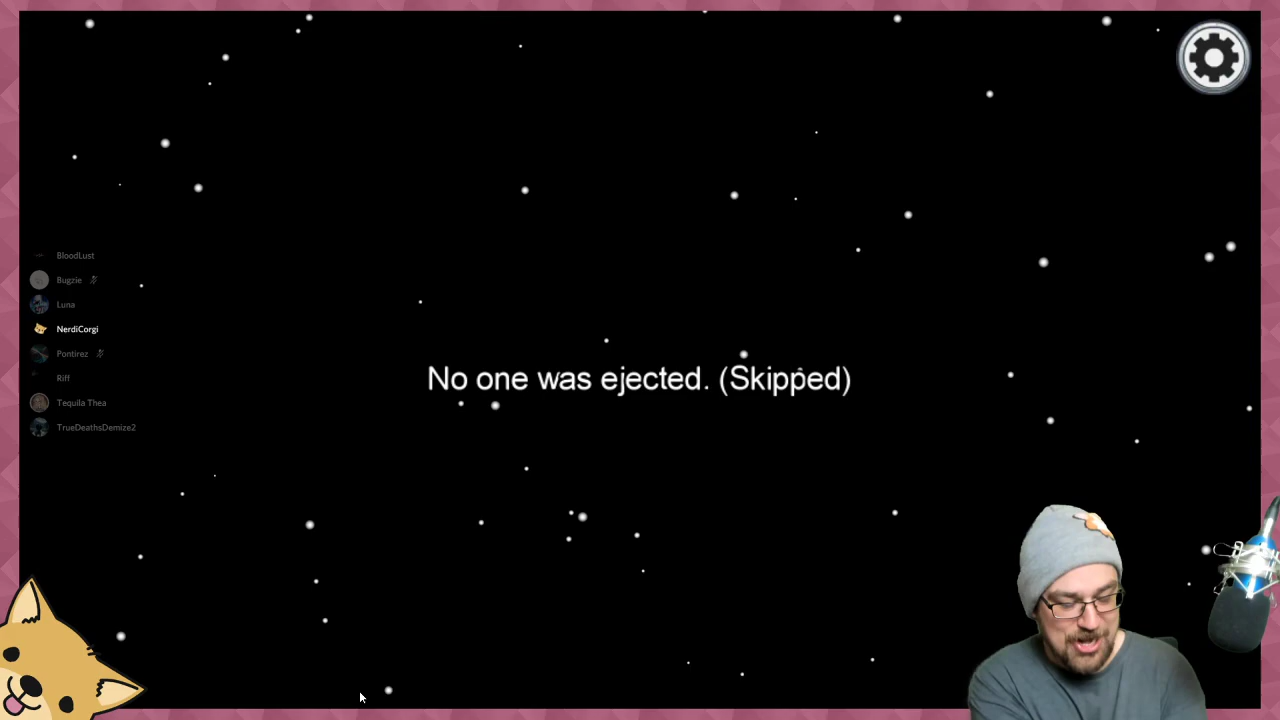 BloodLust
Bugzie
Luna
NerdiCorgi
Pontirez
Riff
Tequila Thea
TrueDeathsDemize2
No one was ejected. (Skipped)